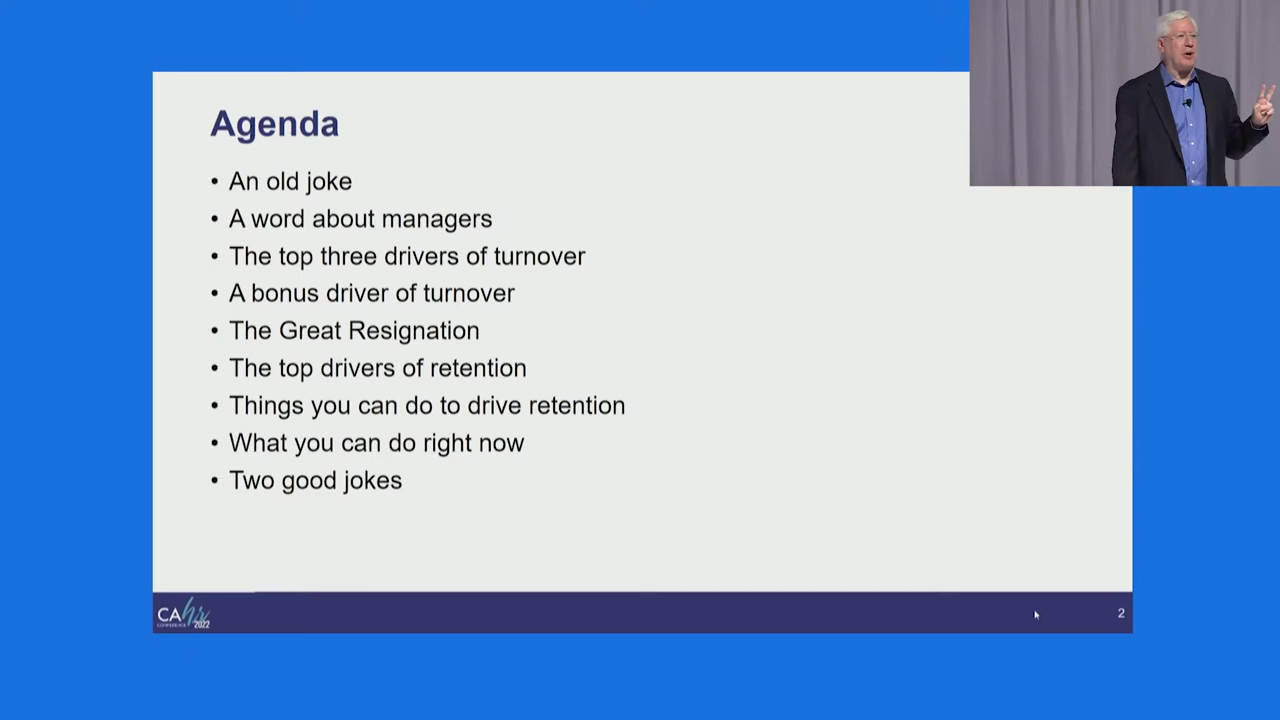 Agenda
• An old joke
• A word about managers
• The top three drivers of turnover
• A bonus driver of turnover
• The Great Resignation
• The top drivers of retention
• Things you can do to drive retention
• What you can do right now
• Two good jokes
CAhr
CONFERENCE 2022
2